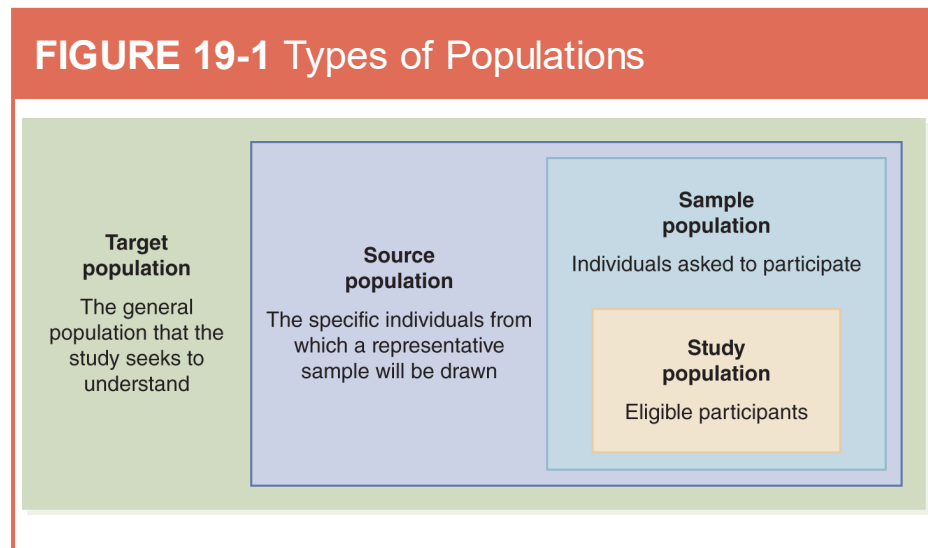 FIGURE 19-1 Types of Populations
Target
population
The general
population that the
study seeks to
understand
Source
population
The specific individuals from
which a representative
sample will be drawn
Sample
population
Individuals asked to participate
Study
population
Eligible participants